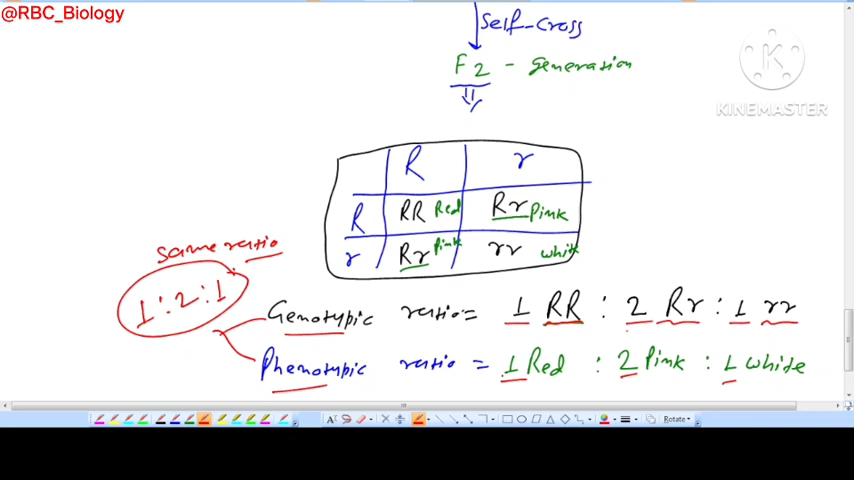 @RBC_Biology
Self-cross
F2 - generation
KINEMASTER
R r
R RR Red Rr Pink
r Rr Pink rr white
same ratio
1:2:1
Genotypic ratio = 1 RR : 2 Rr : 1 rr
Phenotypic ratio = 1 Red : 2 Pink : 1 white
Rotate